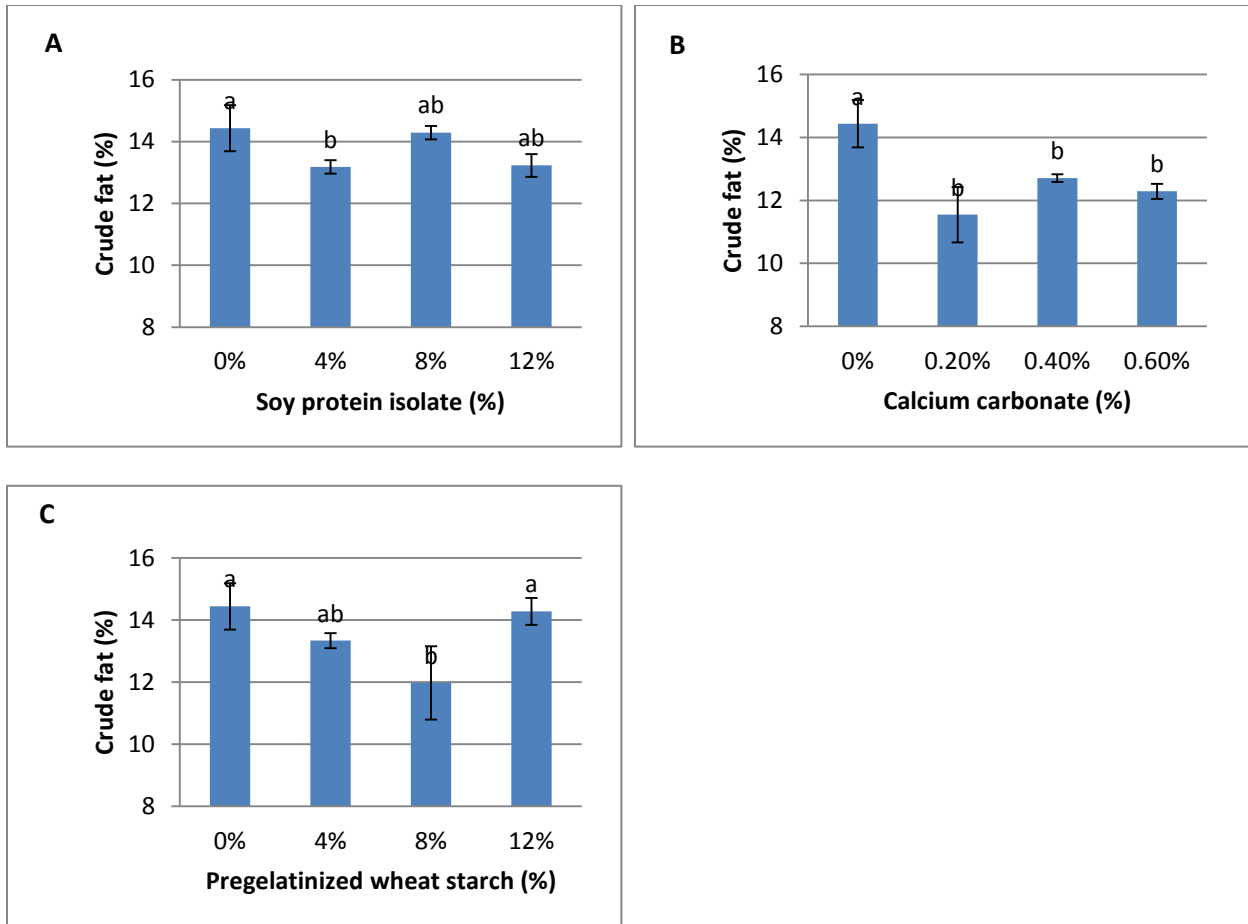 A
Crude fat (%)
16
14
12
10
8
a
b
ab
ab
0%
4%
8%
12%
Soy protein isolate (%)
B
Crude fat (%)
16
14
12
10
8
a
b
b
b
0%
0.20%
0.40%
0.60%
Calcium carbonate (%)
C
Crude fat (%)
16
14
12
10
8
a
ab
b
a
0%
4%
8%
12%
Pregelatinized wheat starch (%)